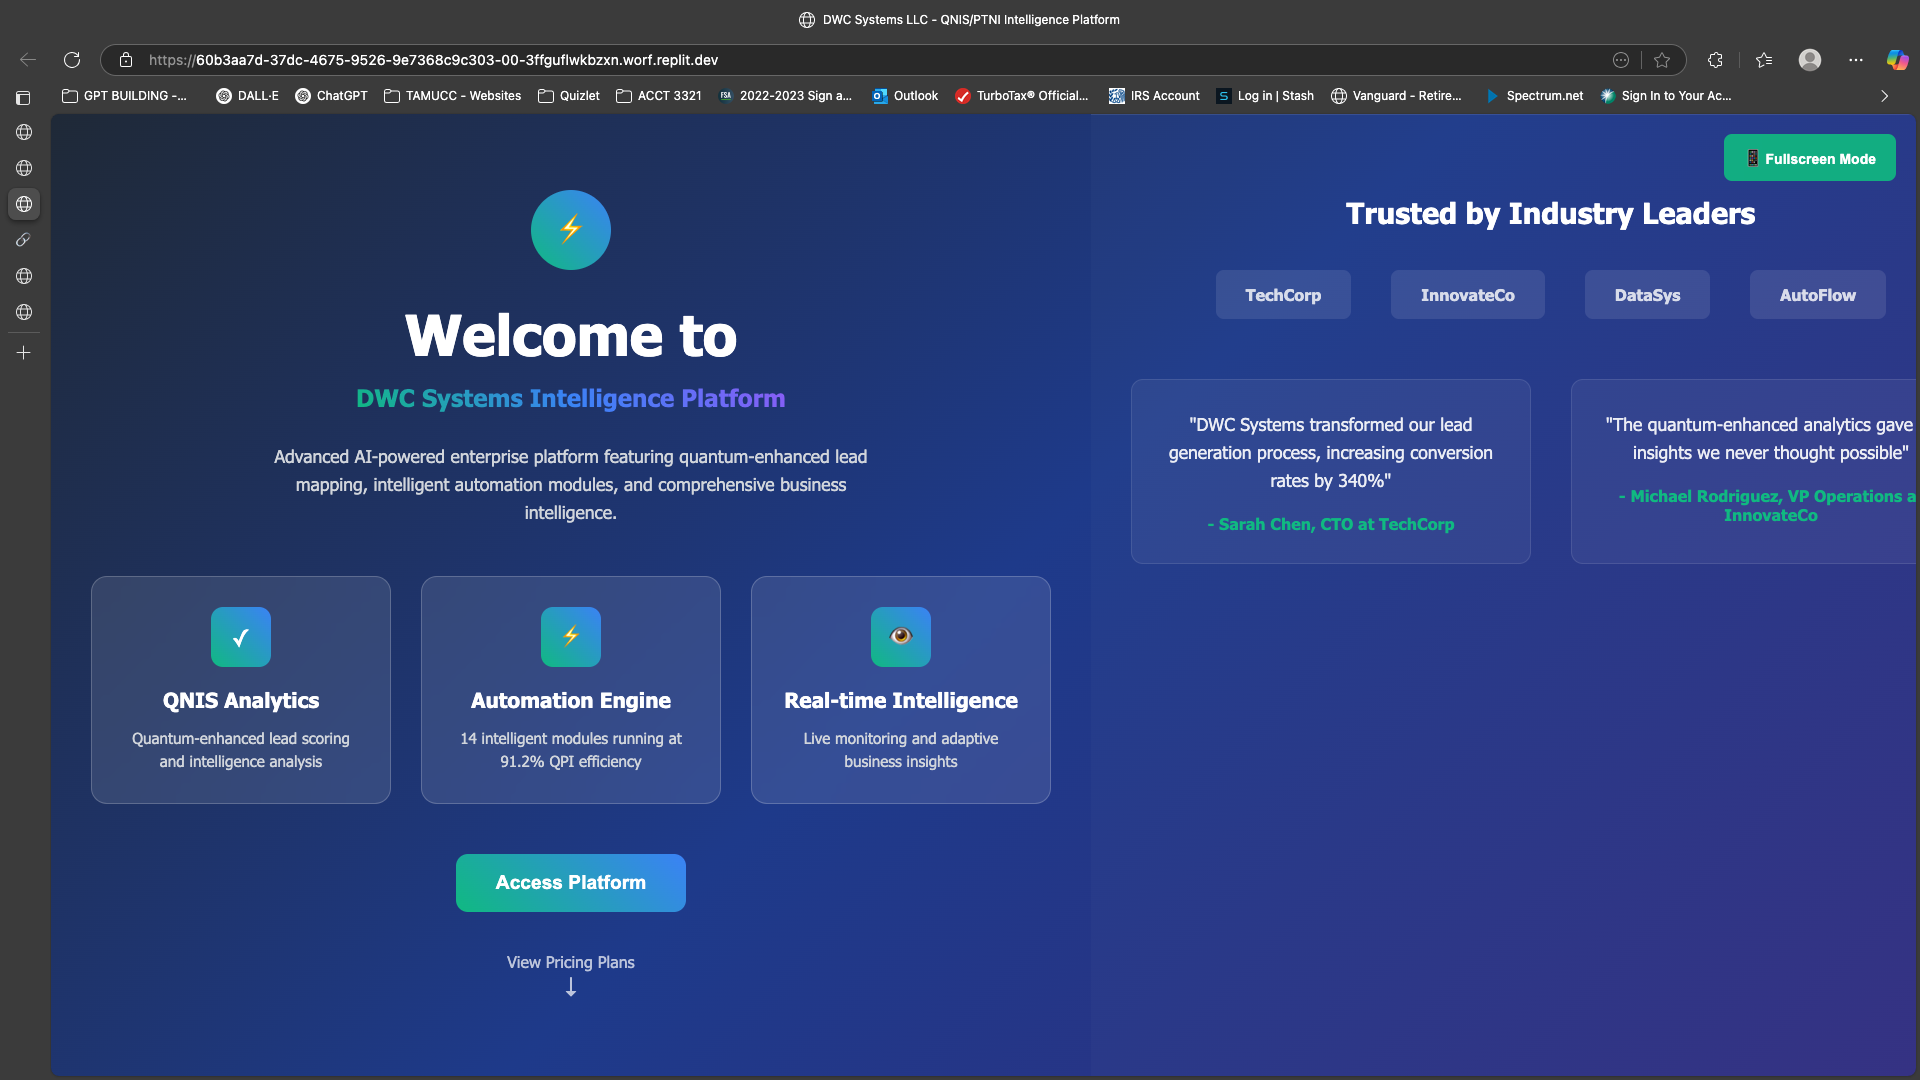 DWC Systems LLC - QNIS/PTNI Intelligence Platform
https://60b3aa7d-37dc-4675-9526-9e7368c9c303-00-3ffguflwkbzxn.worf.replit.dev
GPT BUILDING -...
DALL·E
ChatGPT
TAMUCC - Websites
Quizlet
ACCT 3321
FSA
2022-2023 Sign a...
Outlook
TurboTax® Official...
IRS Account
S
Log in | Stash
Vanguard - Retire...
Spectrum.net
Sign In to Your Ac...
Fullscreen Mode
Welcome to
DWC Systems Intelligence Platform
Advanced AI-powered enterprise platform featuring quantum-enhanced lead
mapping, intelligent automation modules, and comprehensive business
intelligence.
QNIS Analytics
Quantum-enhanced lead scoring
and intelligence analysis
Automation Engine
14 intelligent modules running at
91.2% QPI efficiency
Real-time Intelligence
Live monitoring and adaptive
business insights
Access Platform
View Pricing Plans
↓
Trusted by Industry Leaders
TechCorp
InnovateCo
DataSys
AutoFlow
"DWC Systems transformed our lead
generation process, increasing conversion
rates by 340%"
- Sarah Chen, CTO at TechCorp
"The quantum-enhanced analytics gave
insights we never thought possible"
- Michael Rodriguez, VP Operations a
InnovateCo